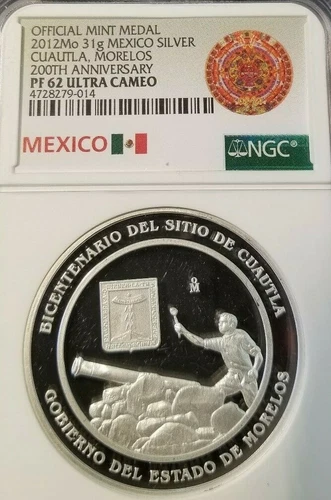 OFFICIAL MINT MEDAL
2012Mo 31g MEXICO SILVER
CUAUTLA, MORELOS
200TH ANNIVERSARY
PF 62 ULTRA CAMEO
4728279-014
MEXICO
NGC®
BICENTENARIO DEL SITIO DE CUAUTLA
oM
GOBIERNO DEL ESTADO DE MORELOS